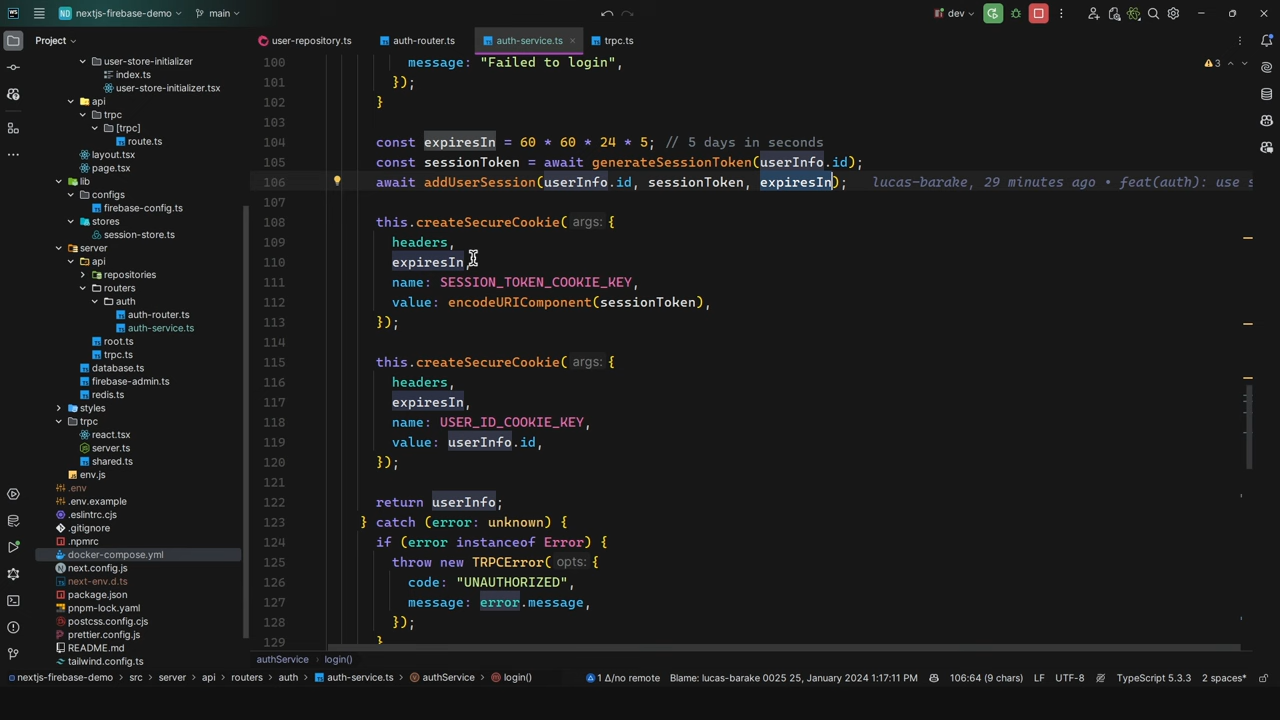 WS
ND nextjs-firebase-demo
main
dev
Project
user-repository.ts
auth-router.ts
auth-service.ts
trpc.ts
user-store-initializer
index.ts
user-store-initializer.tsx
api
trpc
[trpc]
route.ts
layout.tsx
page.tsx
lib
configs
firebase-config.ts
stores
session-store.ts
server
api
repositories
routers
auth
auth-router.ts
auth-service.ts
root.ts
trpc.ts
database.ts
firebase-admin.ts
redis.ts
styles
trpc
react.tsx
server.ts
shared.ts
env.js
.env
.env.example
.eslintrc.cjs
.gitignore
.npmrc
docker-compose.yml
next.config.js
next-env.d.ts
package.json
pnpm-lock.yaml
postcss.config.cjs
prettier.config.js
README.md
tailwind.config.ts
3
100 message: "Failed to login",
101 });
102 }
103
104 const expiresIn = 60 * 60 * 24 * 5; // 5 days in seconds
105 const sessionToken = await generateSessionToken(userInfo.id);
106 await addUserSession(userInfo.id, sessionToken, expiresIn); lucas-barake, 29 minutes ago • feat(auth): use s
107
108 this.createSecureCookie( args: {
109 headers,
110 expiresIn,
111 name: SESSION_TOKEN_COOKIE_KEY,
112 value: encodeURIComponent(sessionToken),
113 });
114
115 this.createSecureCookie( args: {
116 headers,
117 expiresIn,
118 name: USER_ID_COOKIE_KEY,
119 value: userInfo.id,
120 });
121
122 return userInfo;
123 } catch (error: unknown) {
124 if (error instanceof Error) {
125 throw new TRPCError( opts: {
126 code: "UNAUTHORIZED",
127 message: error.message,
128 });
129 }
authService › login()
nextjs-firebase-demo › src › server › api › routers › auth › auth-service.ts › authService › login()
1 Δ/no remote
Blame: lucas-barake 0025 25, January 2024 1:17:11 PM
106:64 (9 chars)
LF
UTF-8
TypeScript 5.3.3
2 spaces*